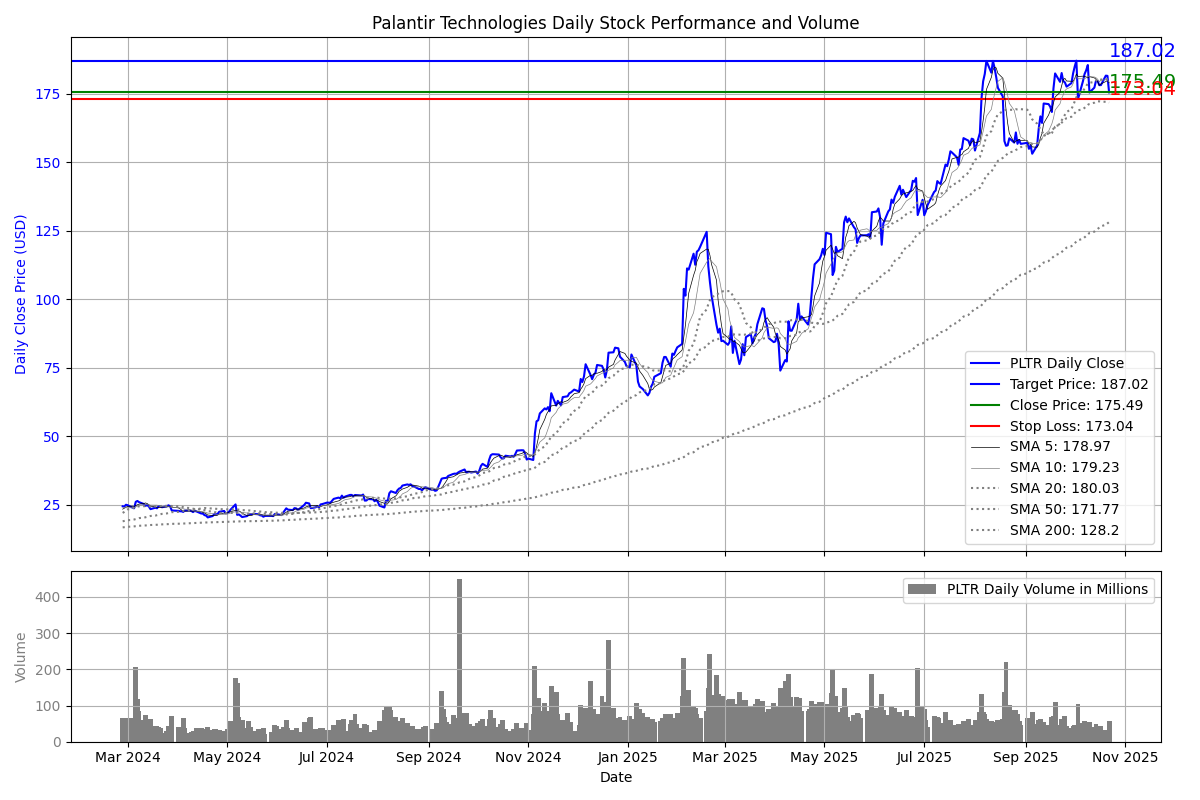 Palantir Technologies Daily Stock Performance and Volume
187.02
175.49
173.04
Daily Close Price (USD)
175
150
125
100
75
50
25
PLTR Daily Close
Target Price: 187.02
Close Price: 175.49
Stop Loss: 173.04
SMA 5: 178.97
SMA 10: 179.23
SMA 20: 180.03
SMA 50: 171.77
SMA 200: 128.2
PLTR Daily Volume in Millions
Volume
400
300
200
100
0
Mar 2024 May 2024 Jul 2024 Sep 2024 Nov 2024 Jan 2025 Mar 2025 May 2025 Jul 2025 Sep 2025 Nov 2025
Date